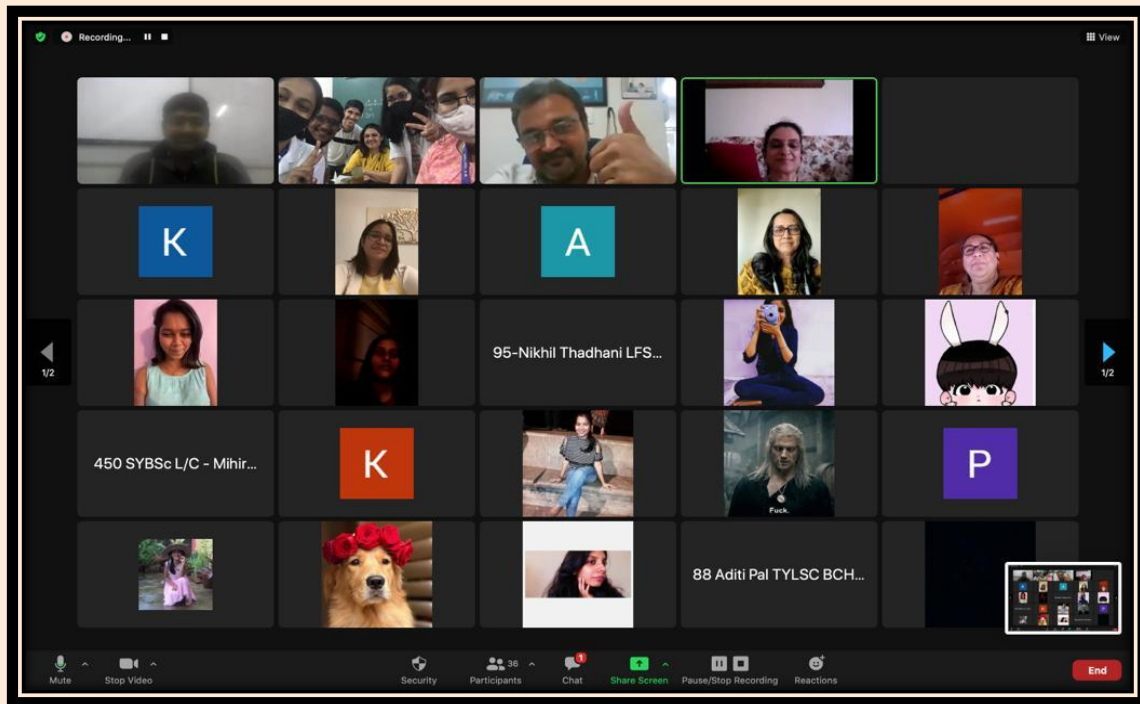 Recording...
View
K
A
95-Nikhil Thadhani LFS...
1/2
1/2
450 SYBSc L/C - Mihir...
K
Fuck.
P
88 Aditi Pal TYLSC BCH...
Mute
Stop Video
Security
36
Participants
1
Chat
Share Screen
Pause/Stop Recording
Reactions
End